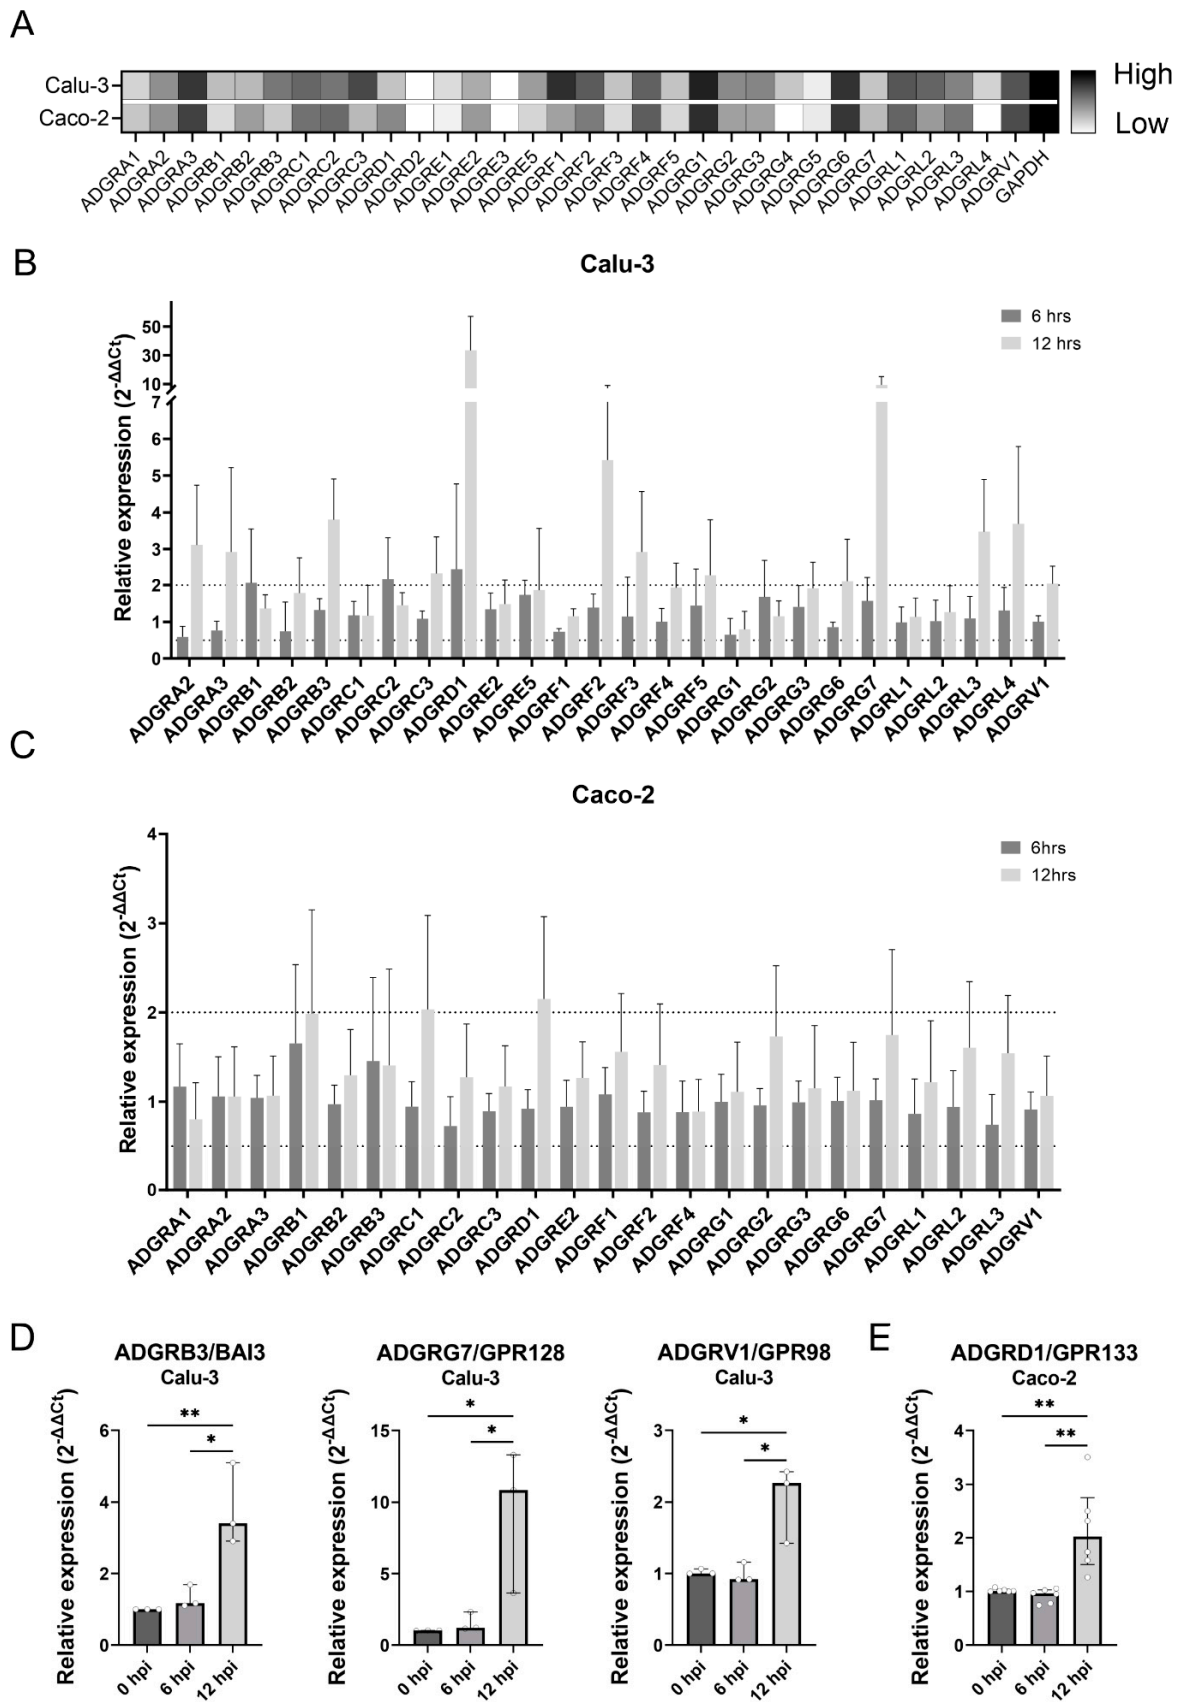 A
Calu-3
Caco-2
High
Low
ADGRA1 ADGRA2 ADGRA3 ADGRB1 ADGRB2 ADGRB3 ADGRC1 ADGRC2 ADGRC3 ADGRD1 ADGRD2 ADGRE1 ADGRE2 ADGRE3 ADGRE5 ADGRF1 ADGRF2 ADGRF3 ADGRF4 ADGRF5 ADGRG1 ADGRG2 ADGRG3 ADGRG4 ADGRG5 ADGRG6 ADGRG7 ADGRL1 ADGRL2 ADGRL3 ADGRL4 ADGRV1 GAPDH
B
Calu-3
Relative expression (2^-ΔΔCt)
50
30
10
7
6
5
4
3
2
1
0
6 hrs
12 hrs
ADGRA2 ADGRA3 ADGRB1 ADGRB2 ADGRB3 ADGRC1 ADGRC2 ADGRC3 ADGRD1 ADGRE2 ADGRE5 ADGRF1 ADGRF2 ADGRF3 ADGRF4 ADGRF5 ADGRG1 ADGRG2 ADGRG3 ADGRG6 ADGRG7 ADGRL1 ADGRL2 ADGRL3 ADGRL4 ADGRV1
C
Caco-2
Relative expression (2^-ΔΔCt)
4
3
2
1
0
6hrs
12hrs
ADGRA1 ADGRA2 ADGRA3 ADGRB1 ADGRB2 ADGRB3 ADGRC1 ADGRC2 ADGRC3 ADGRD1 ADGRE2 ADGRF1 ADGRF2 ADGRF4 ADGRG1 ADGRG2 ADGRG3 ADGRG6 ADGRG7 ADGRL1 ADGRL2 ADGRL3 ADGRV1
D
ADGRB3/BAI3
Calu-3
Relative expression (2^-ΔΔCt)
**
*
6
4
2
0
0 hpi 6 hpi 12 hpi
ADGRG7/GPR128
Calu-3
Relative expression (2^-ΔΔCt)
*
*
15
10
5
0
0 hpi 6 hpi 12 hpi
ADGRV1/GPR98
Calu-3
Relative expression (2^-ΔΔCt)
*
*
3
2
1
0
0 hpi 6 hpi 12 hpi
E
ADGRD1/GPR133
Caco-2
Relative expression (2^-ΔΔCt)
**
**
4
3
2
1
0
0 hpi 6 hpi 12 hpi